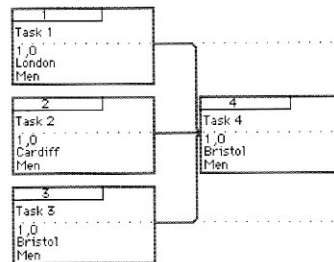 1
Task 1
1,0
London
Men
2
Task 2
1,0
Cardiff
Men
3
Task 3
1,0
Bristol
Men
4
Task 4
1,0
Bristol
Men